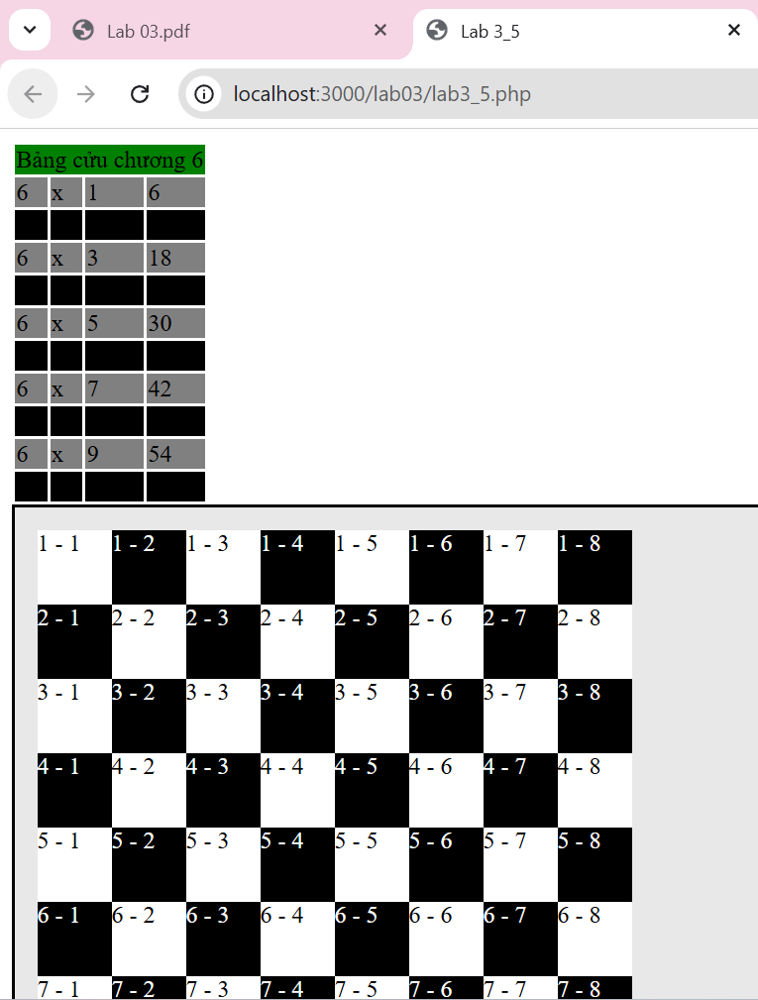 Lab 03.pdf Lab 3_5
localhost:3000/lab03/lab3_5.php
Bảng cửu chương 6
6 x 1 6
6 x 3 18
6 x 5 30
6 x 7 42
6 x 9 54
1 - 1 1 - 2 1 - 3 1 - 4 1 - 5 1 - 6 1 - 7 1 - 8
2 - 1 2 - 2 2 - 3 2 - 4 2 - 5 2 - 6 2 - 7 2 - 8
3 - 1 3 - 2 3 - 3 3 - 4 3 - 5 3 - 6 3 - 7 3 - 8
4 - 1 4 - 2 4 - 3 4 - 4 4 - 5 4 - 6 4 - 7 4 - 8
5 - 1 5 - 2 5 - 3 5 - 4 5 - 5 5 - 6 5 - 7 5 - 8
6 - 1 6 - 2 6 - 3 6 - 4 6 - 5 6 - 6 6 - 7 6 - 8
7 - 1 7 - 2 7 - 3 7 - 4 7 - 5 7 - 6 7 - 7 7 - 8